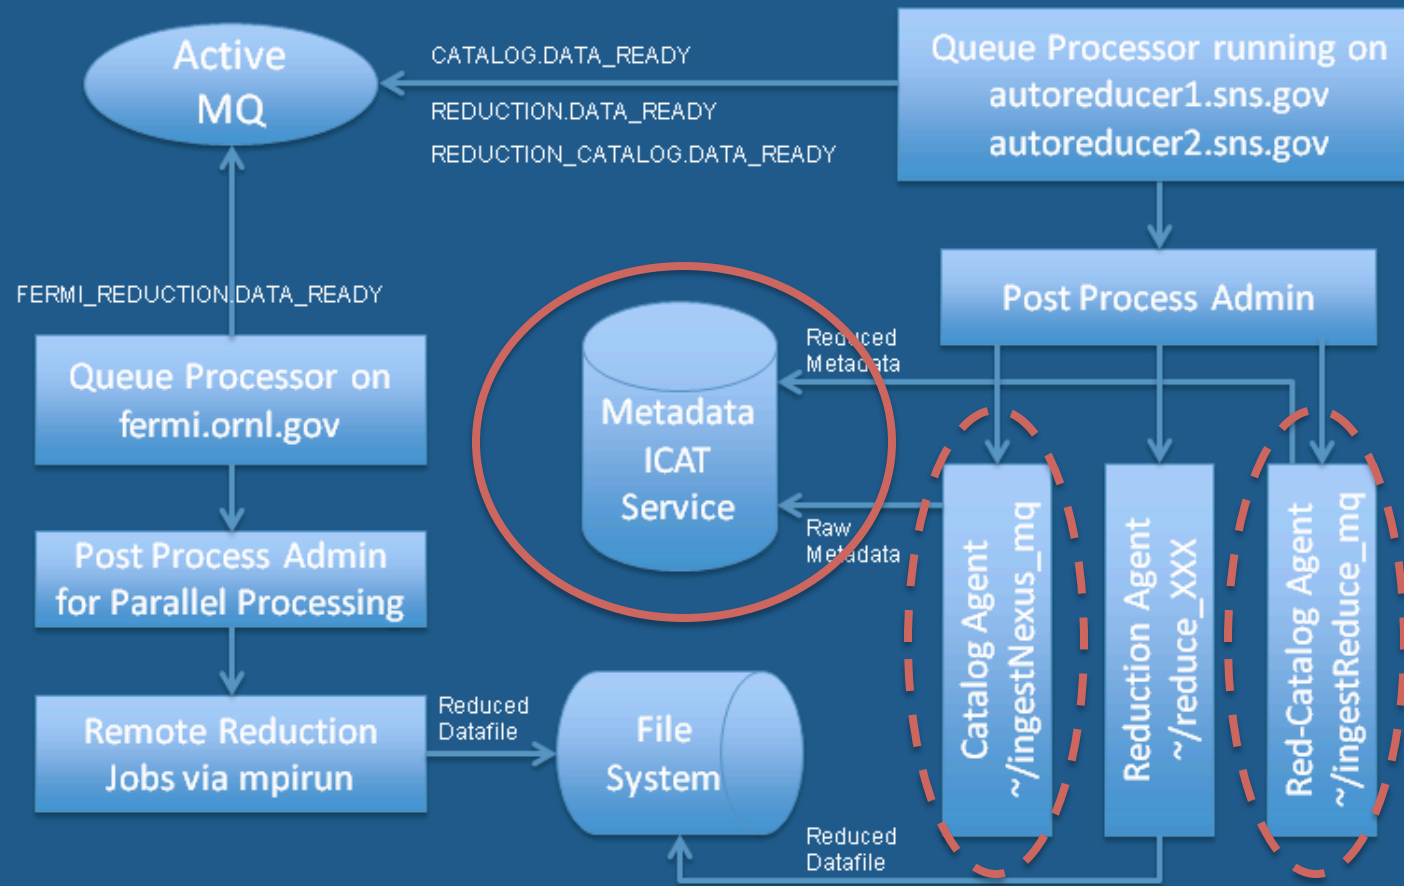 Active
MQ
CATALOG.DATA_READY
REDUCTION.DATA_READY
REDUCTION_CATALOG.DATA_READY
Queue Processor running on
autoreducer1.sns.gov
autoreducer2.sns.gov
FERMI_REDUCTION.DATA_READY
Post Process Admin
Queue Processor on
fermi.ornl.gov
Reduced
Metadata
Metadata
ICAT
Service
Raw
Metadata
Post Process Admin
for Parallel Processing
Catalog Agent
~/ingestNexus_mq
Reduction Agent
~/reduce_XXX
Red-Catalog Agent
~/ingestReduce_mq
Remote Reduction
Jobs via mpirun
Reduced
Datafile
File
System
Reduced
Datafile